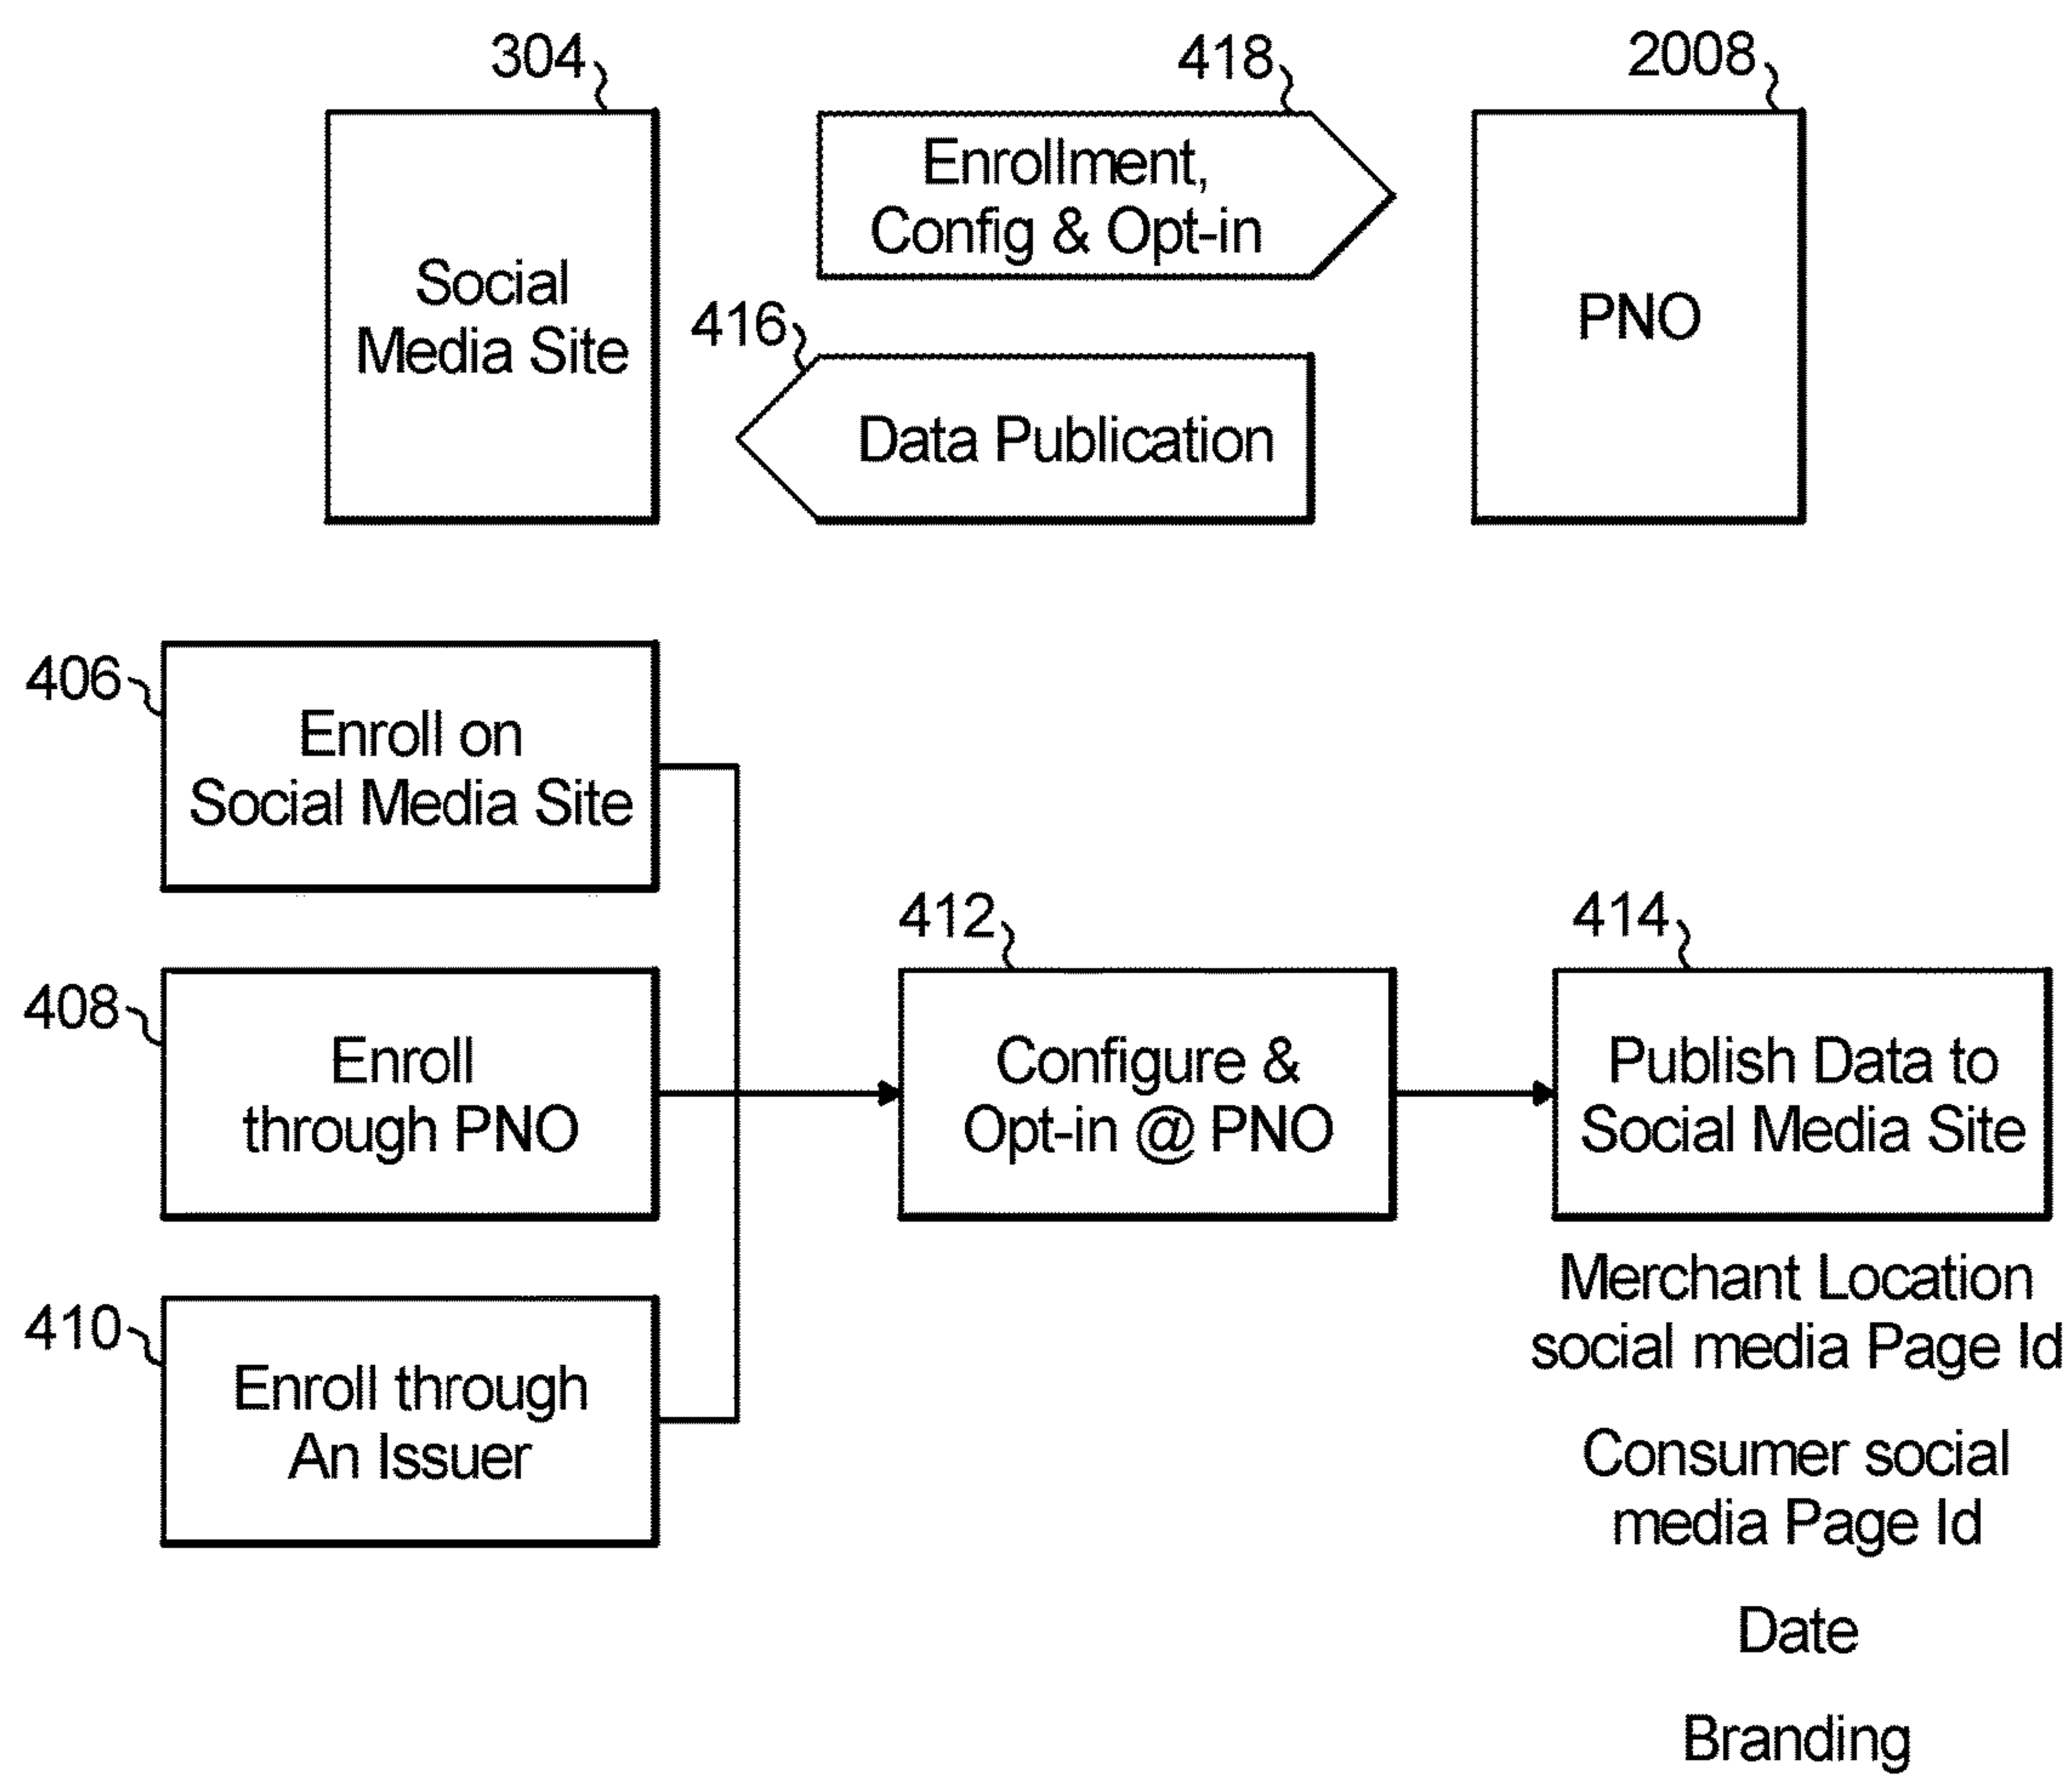 304
418
2008
Social
Media Site
Enrollment,
Config & Opt-in
416
Data Publication
PNO
406
Enroll on
Social Media Site
408
Enroll
through PNO
410
Enroll through
An Issuer
412
Configure &
Opt-in @ PNO
414
Publish Data to
Social Media Site
Merchant Location
social media Page Id
Consumer social
media Page Id
Date
Branding